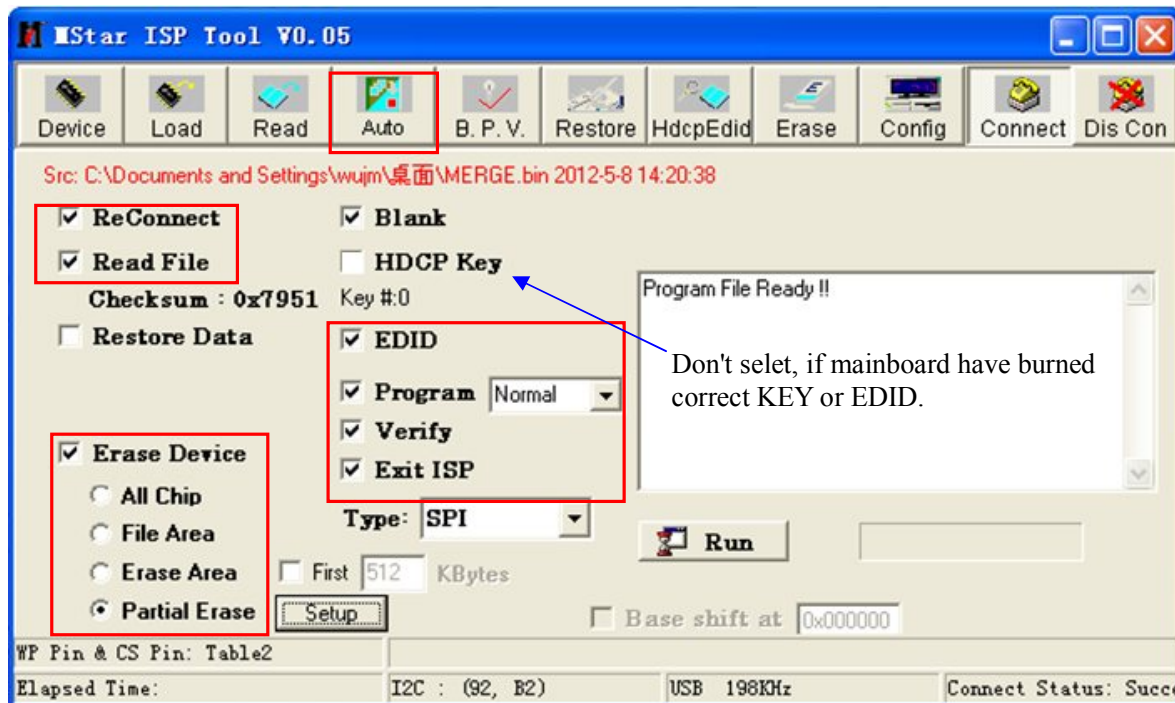 MStar ISP Tool V0.05
Device Load Read Auto B. P. V. Restore HdcpEdid Erase Config Connect Dis Con
Src: C:\Documents and Settings\wujm\桌面\MERGE.bin 2012-5-8 14:20:38
ReConnect
Blank
Read File
HDCP Key
Checksum : 0x7951
Key #:0
Program File Ready !!
Restore Data
EDID
Don't selet, if mainboard have burned
correct KEY or EDID.
Program Normal
Verify
Erase Device
Exit ISP
All Chip
Type: SPI
File Area
Run
Erase Area
First 512 KBytes
Partial Erase
Setup
Base shift at 0x000000
WP Pin & CS Pin: Table2
Elapsed Time:
I2C : (92, B2)
USB 198KHz
Connect Status: Succe